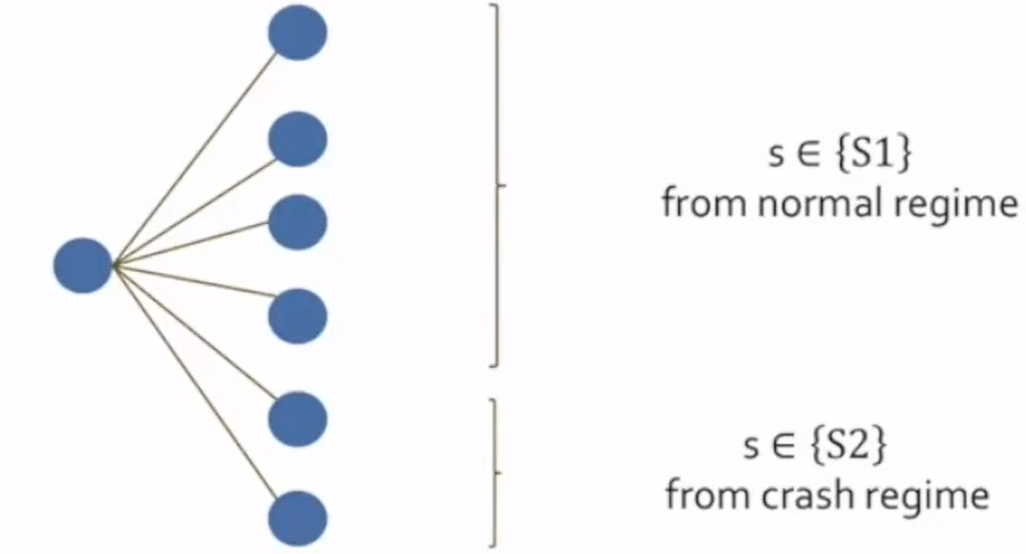 s ∈ {S1}
from normal regime
s ∈ {S2}
from crash regime